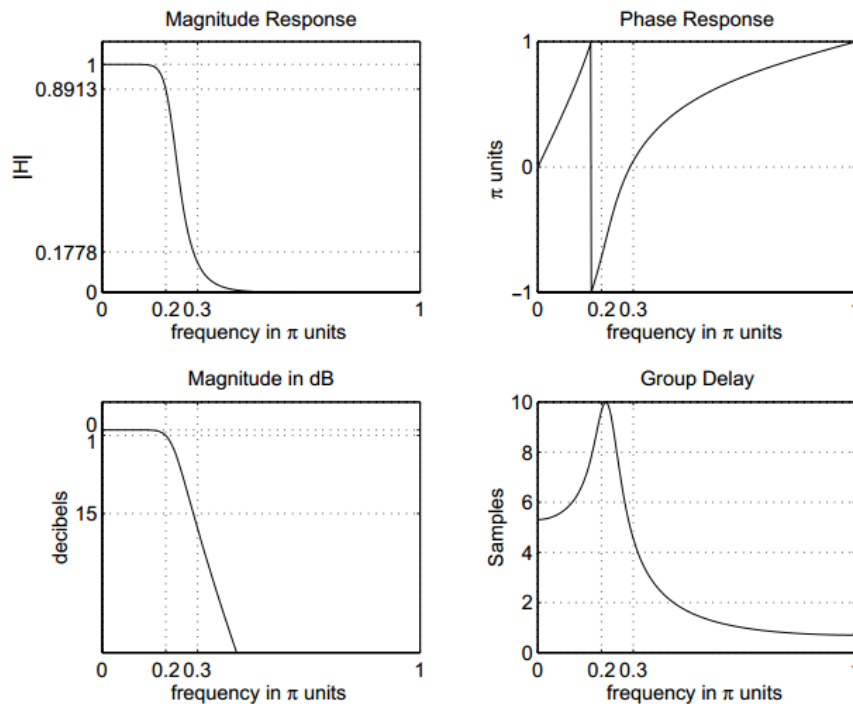 Magnitude Response
1
0.8913
0.1778
0
|H|
0 0.2 0.3 1
frequency in π units
Phase Response
1
0
−1
π units
0 0.2 0.3 1
frequency in π units
Magnitude in dB
0
1
15
decibels
0 0.2 0.3 1
frequency in π units
Group Delay
10
8
6
4
2
0
Samples
0 0.2 0.3 1
frequency in π units